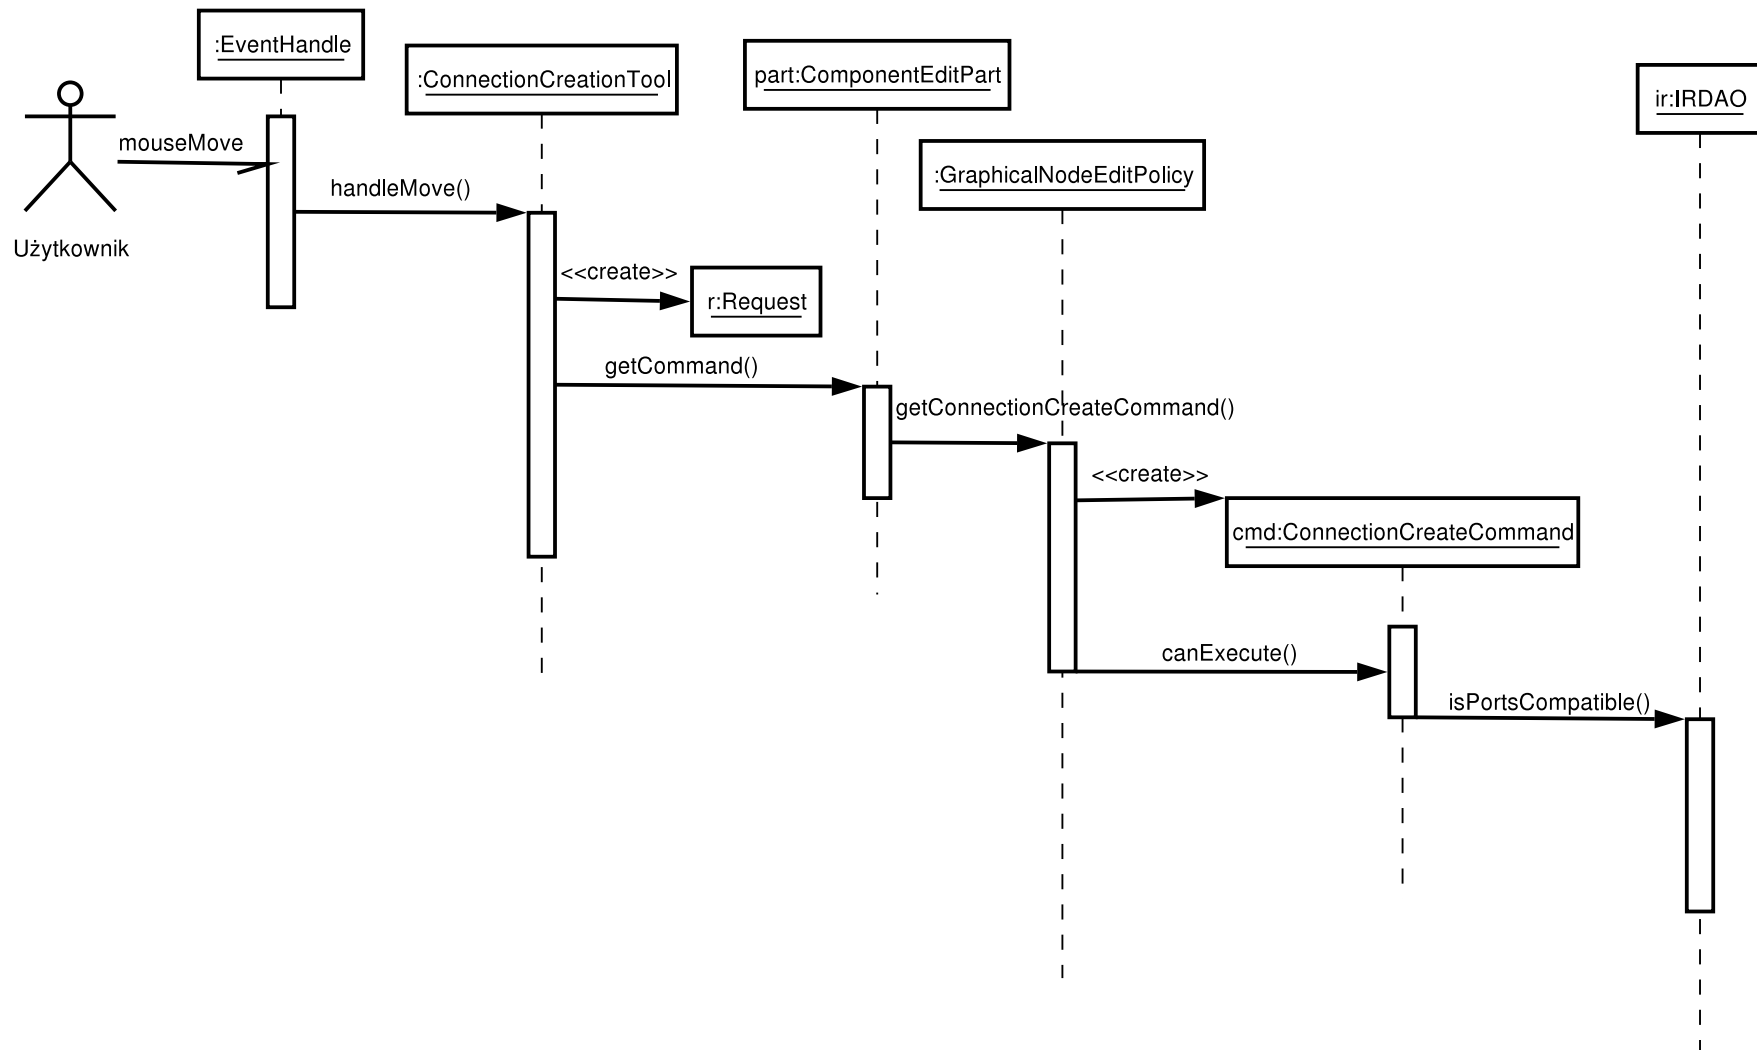 :EventHandle
:ConnectionCreationTool
part:ComponentEditPart
ir:IRDAO
mouseMove
:GraphicalNodeEditPolicy
handleMove()
Użytkownik
<<create>>
r:Request
getCommand()
getConnectionCreateCommand()
<<create>>
cmd:ConnectionCreateCommand
canExecute()
isPortsCompatible()